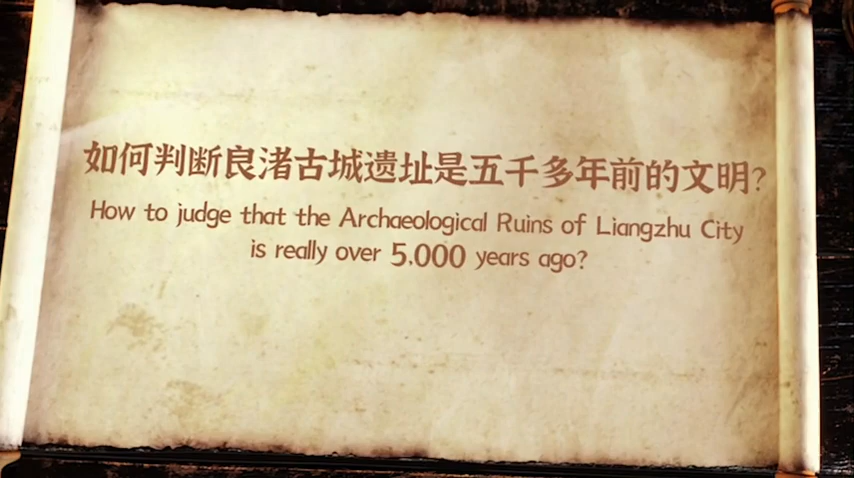 如何判断良渚古城遗址是五千多年前的文明?
How to judge that the Archaeological Ruins of Liangzhu City
is really over 5,000 years ago?